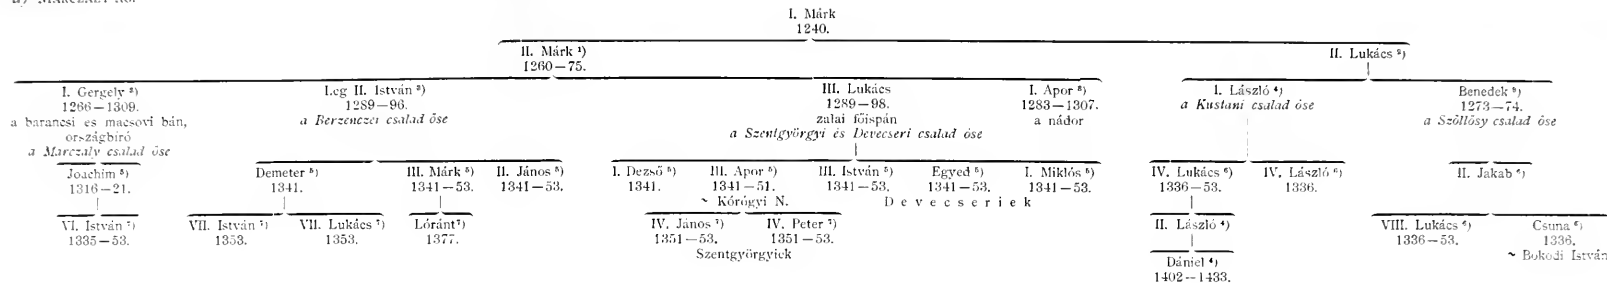 I. Márk
1240.
II. Márk ¹) II. Lukács ²)
1260—75.
I. Gergely ³) Leg II. István ³) III. Lukács I. Apor ³) I. László ⁴) Benedek ⁵)
1266—1309. 1289—96. 1289—98. 1283—1307. a Kustani család őse 1273—74.
a barancsi es macsovi bán, a Berzenczei család őse zalai főispán a nádor a Szőllősy család őse
országbíró a Szentgyörgyi és Devecseri család őse
a Marczaly család őse
Joachim ⁵) Demeter ⁵) III. Márk ⁵) II. János ⁵) I. Dezső ⁵) III. Apor ⁵) III. István ⁵) Egyed ⁵) I. Miklós ⁵) IV. Lukács ⁶) IV. László ⁶) II. Jakab ⁶)
1316—21. 1341. 1341—53. 1341—53. 1341. 1341—51. 1341—53. 1341—53. 1341—53. 1336—53. 1336.
~ Kórógyi N. Devecseriek
VI. István ⁷) VII. István ⁷) VII. Lukács ⁷) Lóránt ⁷) IV. János ⁷) IV. Peter ⁷) II. László ⁴) VIII. Lukács ⁶) Csuna ⁶)
1335—53. 1353. 1353. 1377. 1351—53. 1351—53. 1336—53. 1336.
Szentgyörgyiek ~ Bokodi István
Dániel ⁴)
1402—1433.